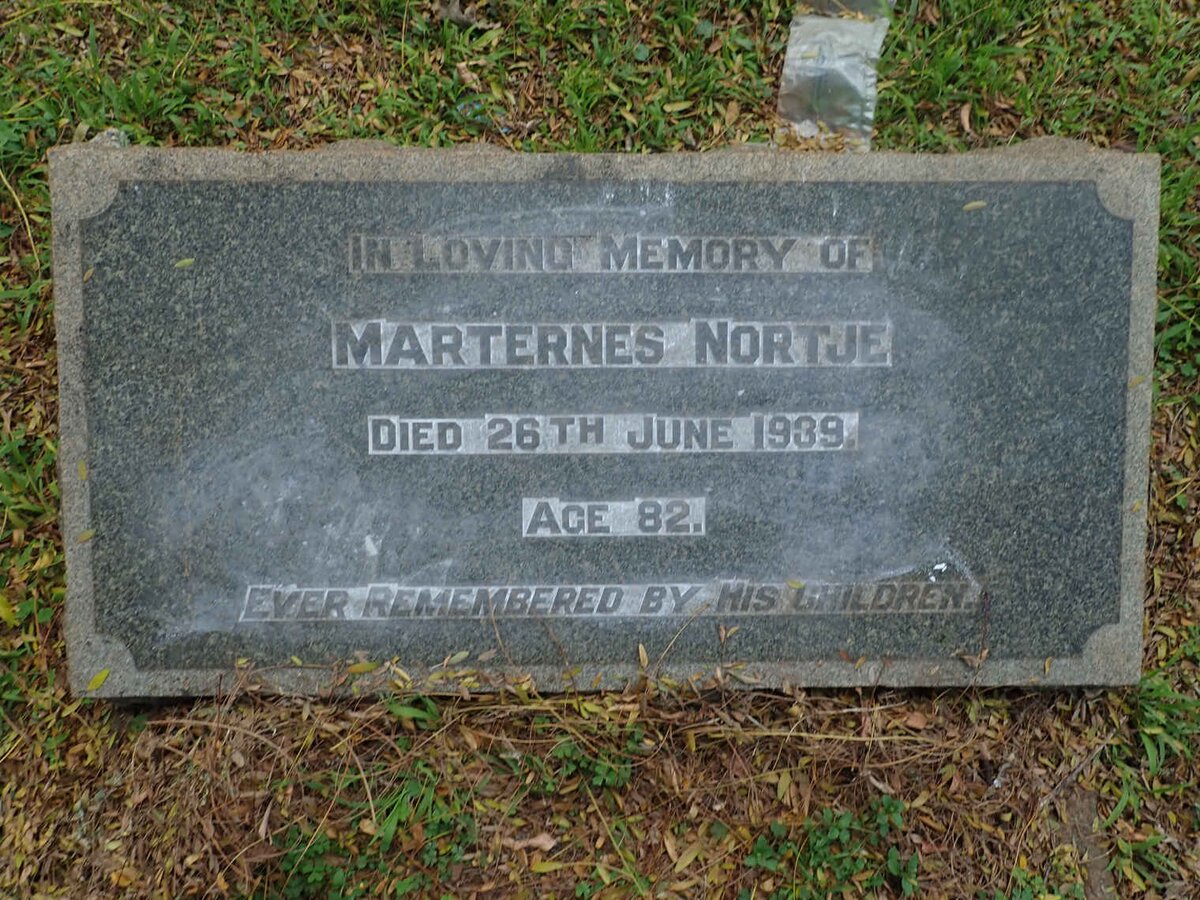 IN LOVING MEMORY OF
MARTERNES NORTJE
DIED 26TH JUNE 1939.
AGE 82.
EVER REMEMBERED BY HIS CHILDREN.